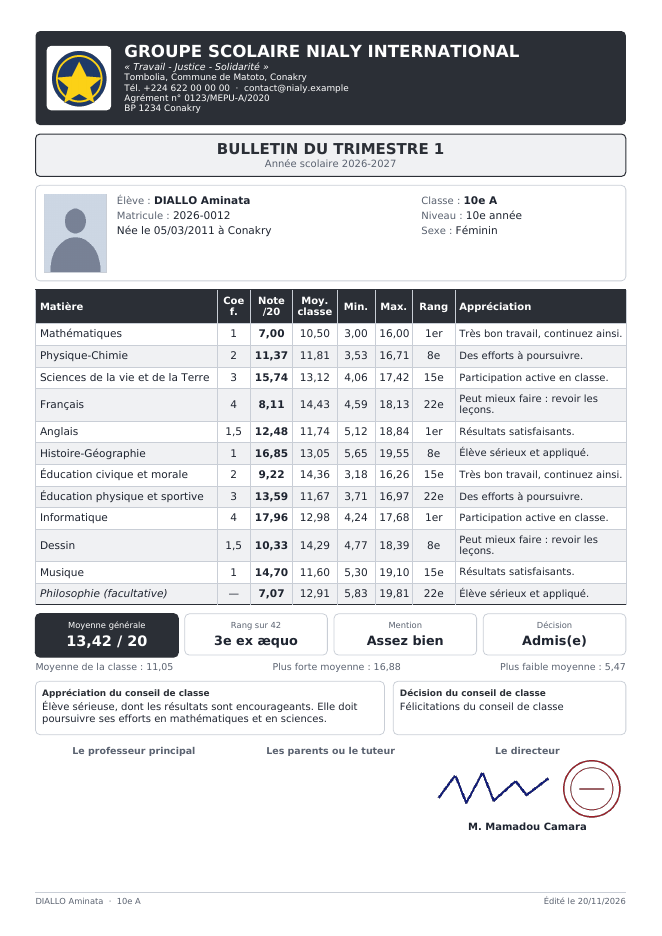 GROUPE SCOLAIRE NIALY INTERNATIONAL
« Travail - Justice - Solidarité »
Tombolia, Commune de Matoto, Conakry
Tél. +224 622 00 00 00 · contact@nialy.example
Agrément n° 0123/MEPU-A/2020
BP 1234 Conakry
BULLETIN DU TRIMESTRE 1
Année scolaire 2026-2027
Élève : DIALLO Aminata
Matricule : 2026-0012
Née le 05/03/2011 à Conakry
Classe : 10e A
Niveau : 10e année
Sexe : Féminin
Matière Coe f. Note /20 Moy. classe Min. Max. Rang Appréciation
Mathématiques 1 7,00 10,50 3,00 16,00 1er Très bon travail, continuez ainsi.
Physique-Chimie 2 11,37 11,81 3,53 16,71 8e Des efforts à poursuivre.
Sciences de la vie et de la Terre 3 15,74 13,12 4,06 17,42 15e Participation active en classe.
Français 4 8,11 14,43 4,59 18,13 22e Peut mieux faire : revoir les leçons.
Anglais 1,5 12,48 11,74 5,12 18,84 1er Résultats satisfaisants.
Histoire-Géographie 1 16,85 13,05 5,65 19,55 8e Élève sérieux et appliqué.
Éducation civique et morale 2 9,22 14,36 3,18 16,26 15e Très bon travail, continuez ainsi.
Éducation physique et sportive 3 13,59 11,67 3,71 16,97 22e Des efforts à poursuivre.
Informatique 4 17,96 12,98 4,24 17,68 1er Participation active en classe.
Dessin 1,5 10,33 14,29 4,77 18,39 8e Peut mieux faire : revoir les leçons.
Musique 1 14,70 11,60 5,30 19,10 15e Résultats satisfaisants.
Philosophie (facultative) — 7,07 12,91 5,83 19,81 22e Élève sérieux et appliqué.
Moyenne générale
13,42 / 20
Rang sur 42
3e ex æquo
Mention
Assez bien
Décision
Admis(e)
Moyenne de la classe : 11,05 Plus forte moyenne : 16,88 Plus faible moyenne : 5,47
Appréciation du conseil de classe
Élève sérieuse, dont les résultats sont encourageants. Elle doit
poursuivre ses efforts en mathématiques et en sciences.
Décision du conseil de classe
Félicitations du conseil de classe
Le professeur principal Les parents ou le tuteur Le directeur
M. Mamadou Camara
DIALLO Aminata · 10e A Édité le 20/11/2026